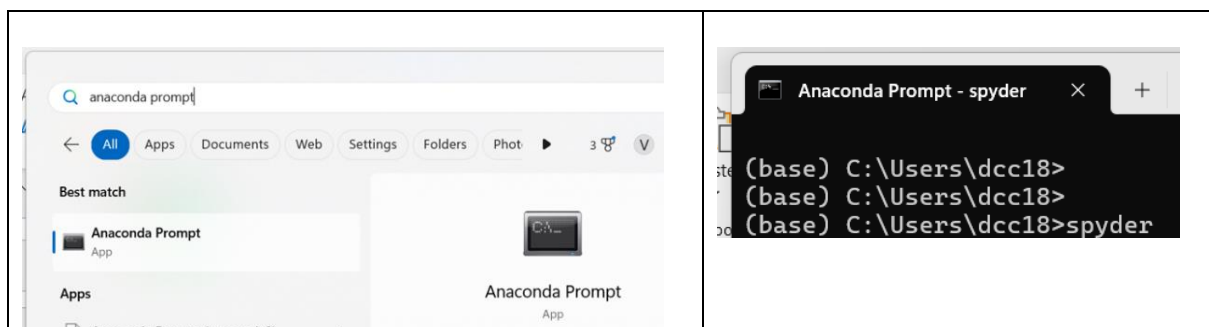 anaconda prompt
All Apps Documents Web Settings Folders Phot 3 V
Best match
Anaconda Prompt
App
Apps
C:\_
Anaconda Prompt
App
Anaconda Prompt - spyder
(base) C:\Users\dcc18>
(base) C:\Users\dcc18>
(base) C:\Users\dcc18>spyder